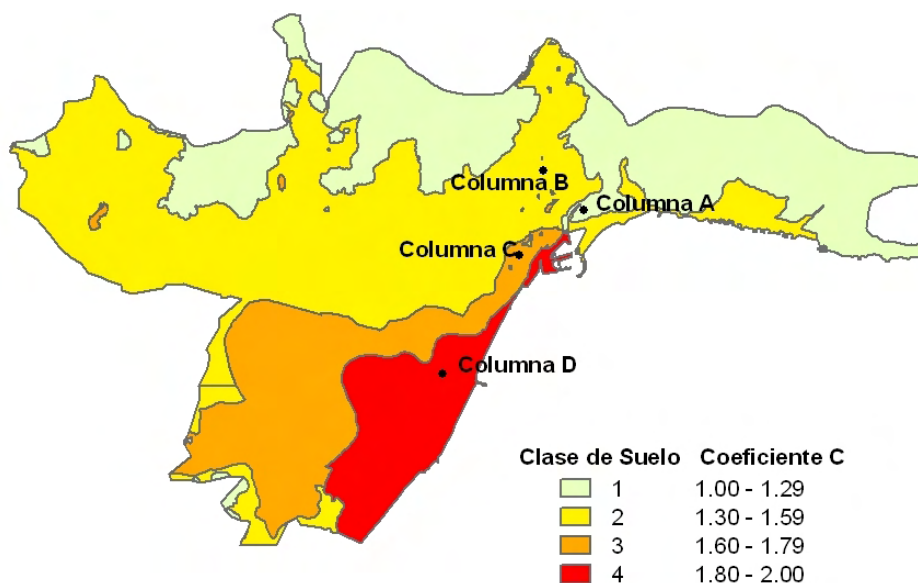 Columna B
Columna A
Columna C
Columna D
Clase de Suelo Coeficiente C
1 1.00 - 1.29
2 1.30 - 1.59
3 1.60 - 1.79
4 1.80 - 2.00